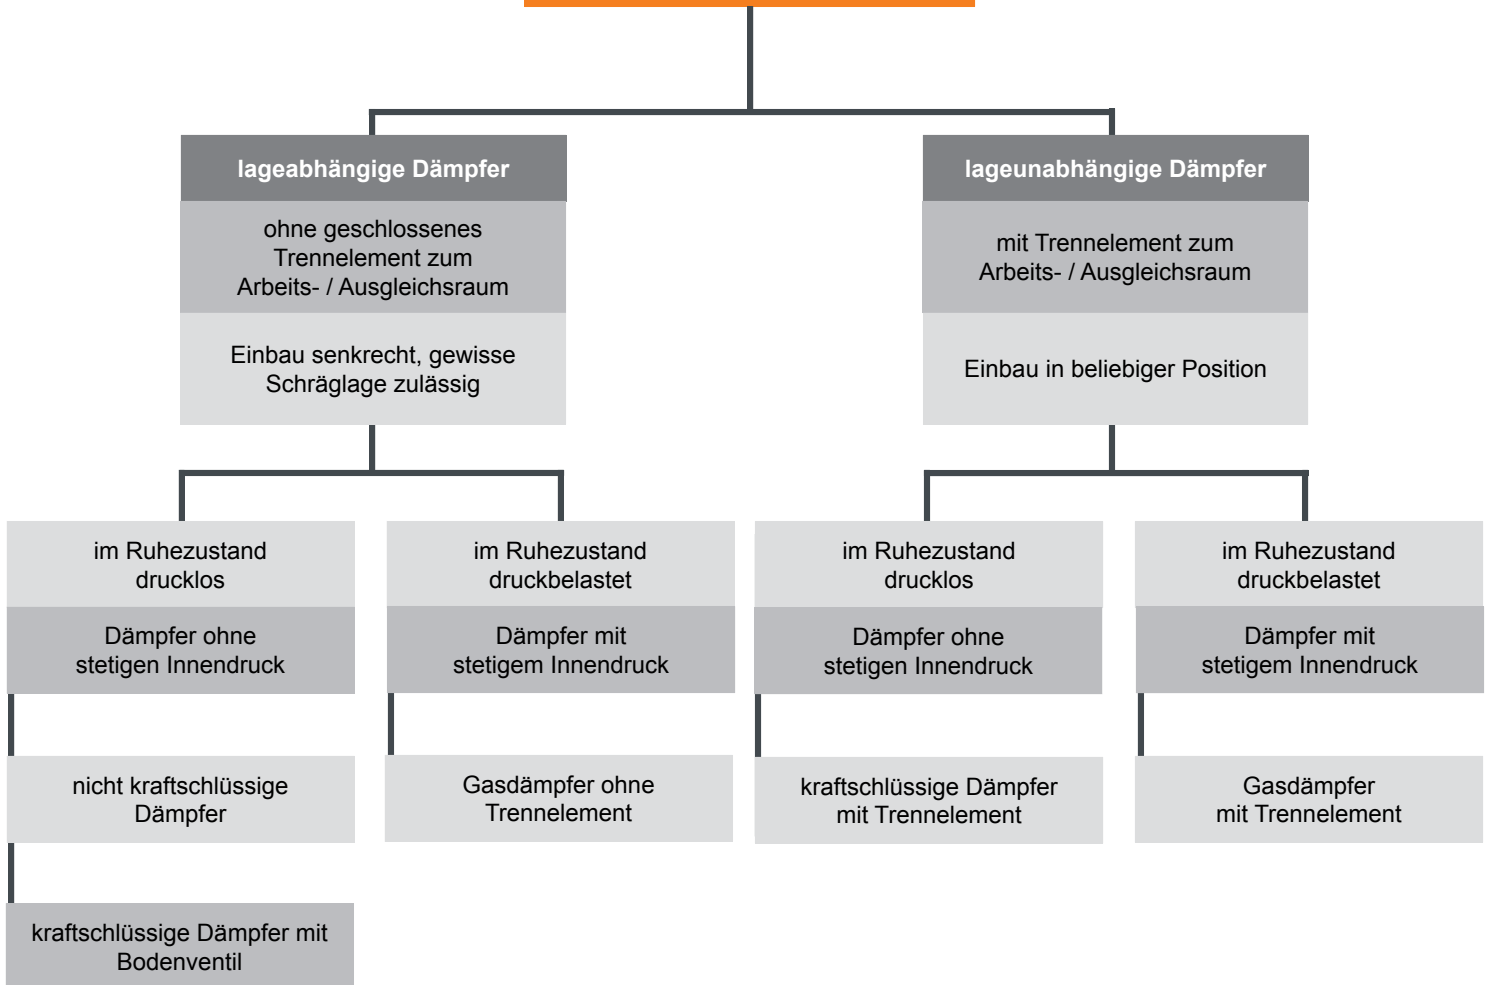 lageabhängige Dämpfer
ohne geschlossenes
Trennelement zum
Arbeits- / Ausgleichsraum
Einbau senkrecht, gewisse
Schräglage zulässig
lageunabhängige Dämpfer
mit Trennelement zum
Arbeits- / Ausgleichsraum
Einbau in beliebiger Position
im Ruhezustand
drucklos
Dämpfer ohne
stetigen Innendruck
nicht kraftschlüssige
Dämpfer
kraftschlüssige Dämpfer mit
Bodenventil
im Ruhezustand
druckbelastet
Dämpfer mit
stetigem Innendruck
Gasdämpfer ohne
Trennelement
im Ruhezustand
drucklos
Dämpfer ohne
stetigen Innendruck
kraftschlüssige Dämpfer
mit Trennelement
im Ruhezustand
druckbelastet
Dämpfer mit
stetigem Innendruck
Gasdämpfer
mit Trennelement